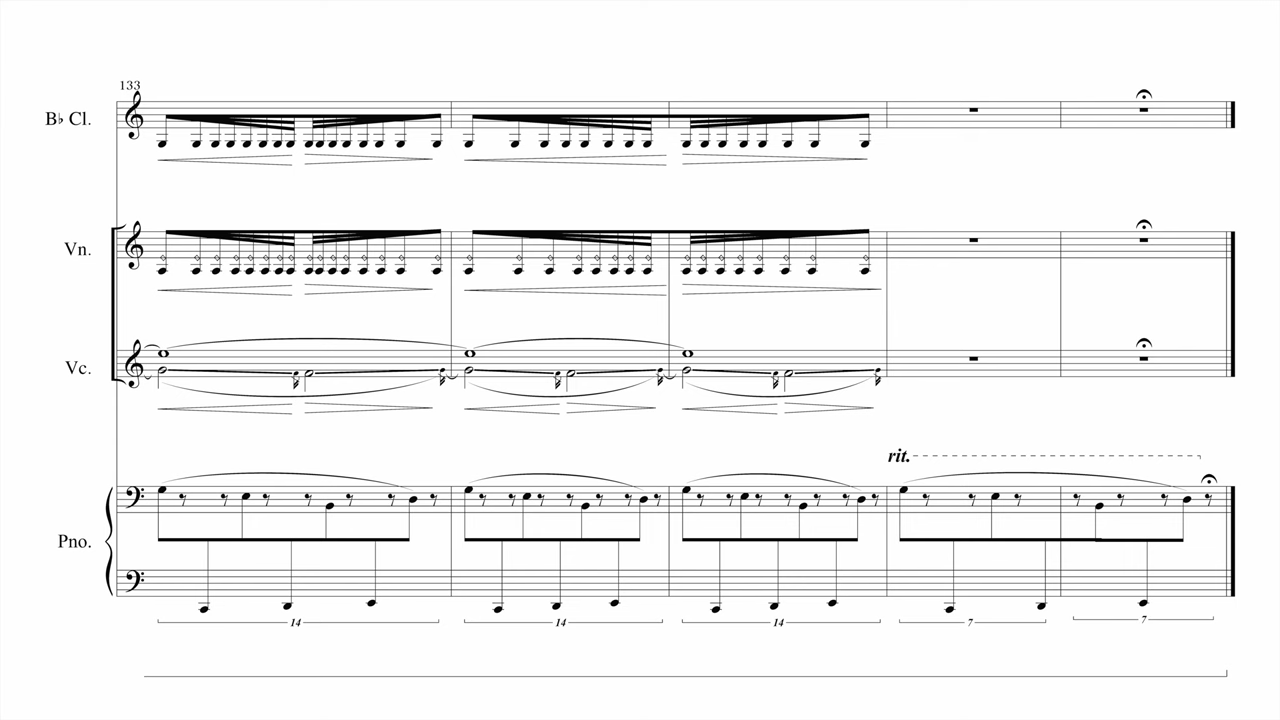 133
B♭ Cl.
Vn.
Vc.
rit.
Pno.
14 14 14 7 7